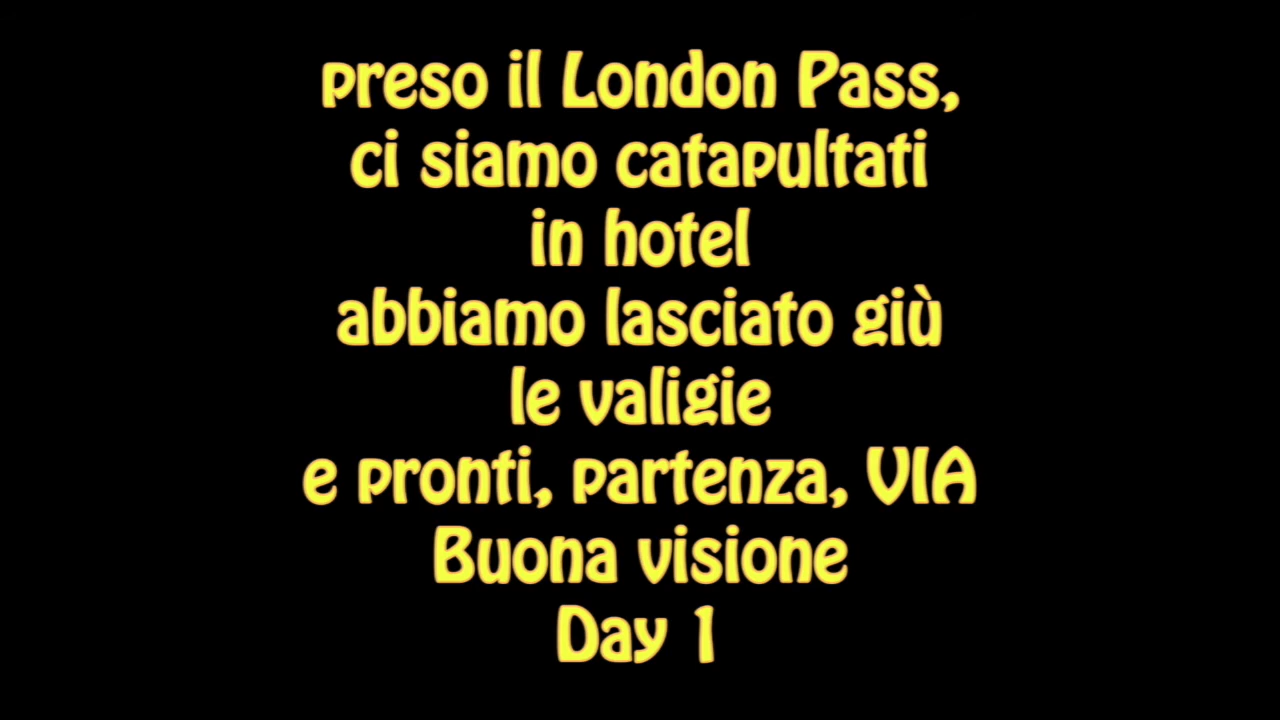 preso il London Pass,
ci siamo catapultati
in hotel
abbiamo lasciato giù
le valigie
e pronti, partenza, VIA
Buona visione
Day 1